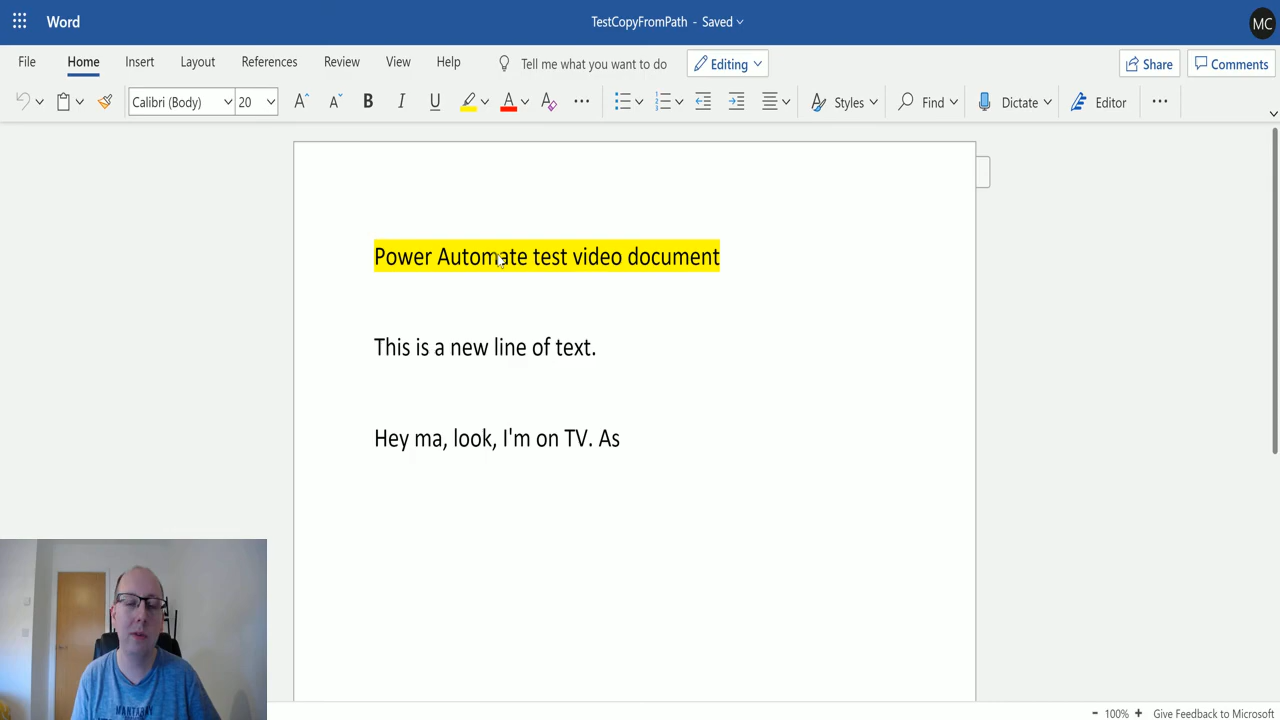 Word
TestCopyFromPath - Saved
MC
File Home Insert Layout References Review View Help Tell me what you want to do Editing Share Comments
Calibri (Body) 20 A A B I U A A Styles Find Dictate Editor
Power Automate test video document
This is a new line of text.
Hey ma, look, I'm on TV. As
MANTARAY
- 100% + Give Feedback to Microsoft